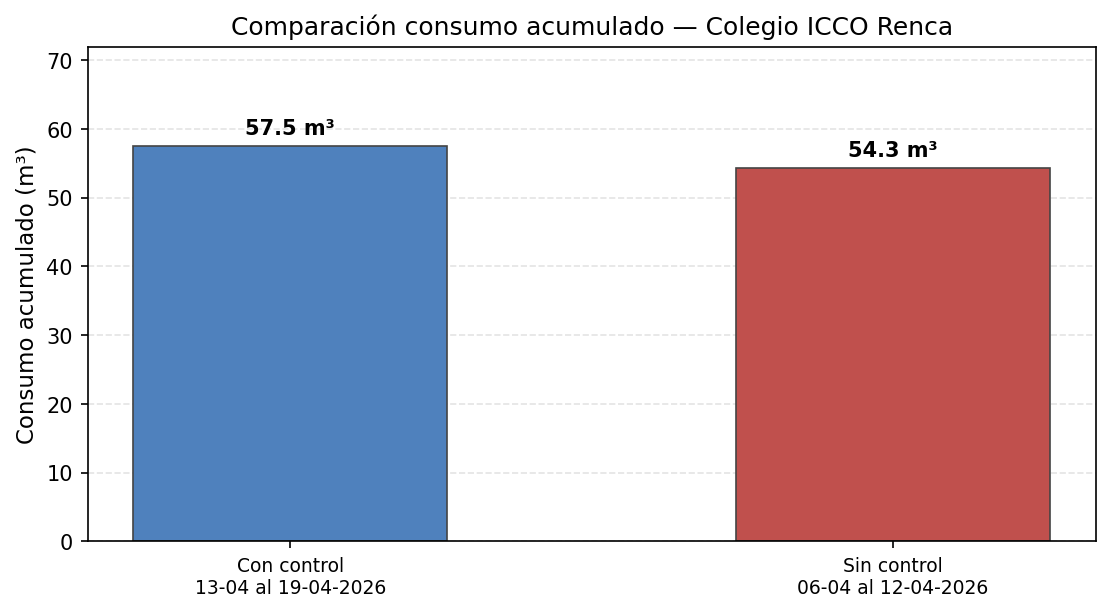 Comparación consumo acumulado — Colegio ICCO Renca
Consumo acumulado (m³)
70
60
50
40
30
20
10
0
57.5 m³
54.3 m³
Con control
13-04 al 19-04-2026
Sin control
06-04 al 12-04-2026